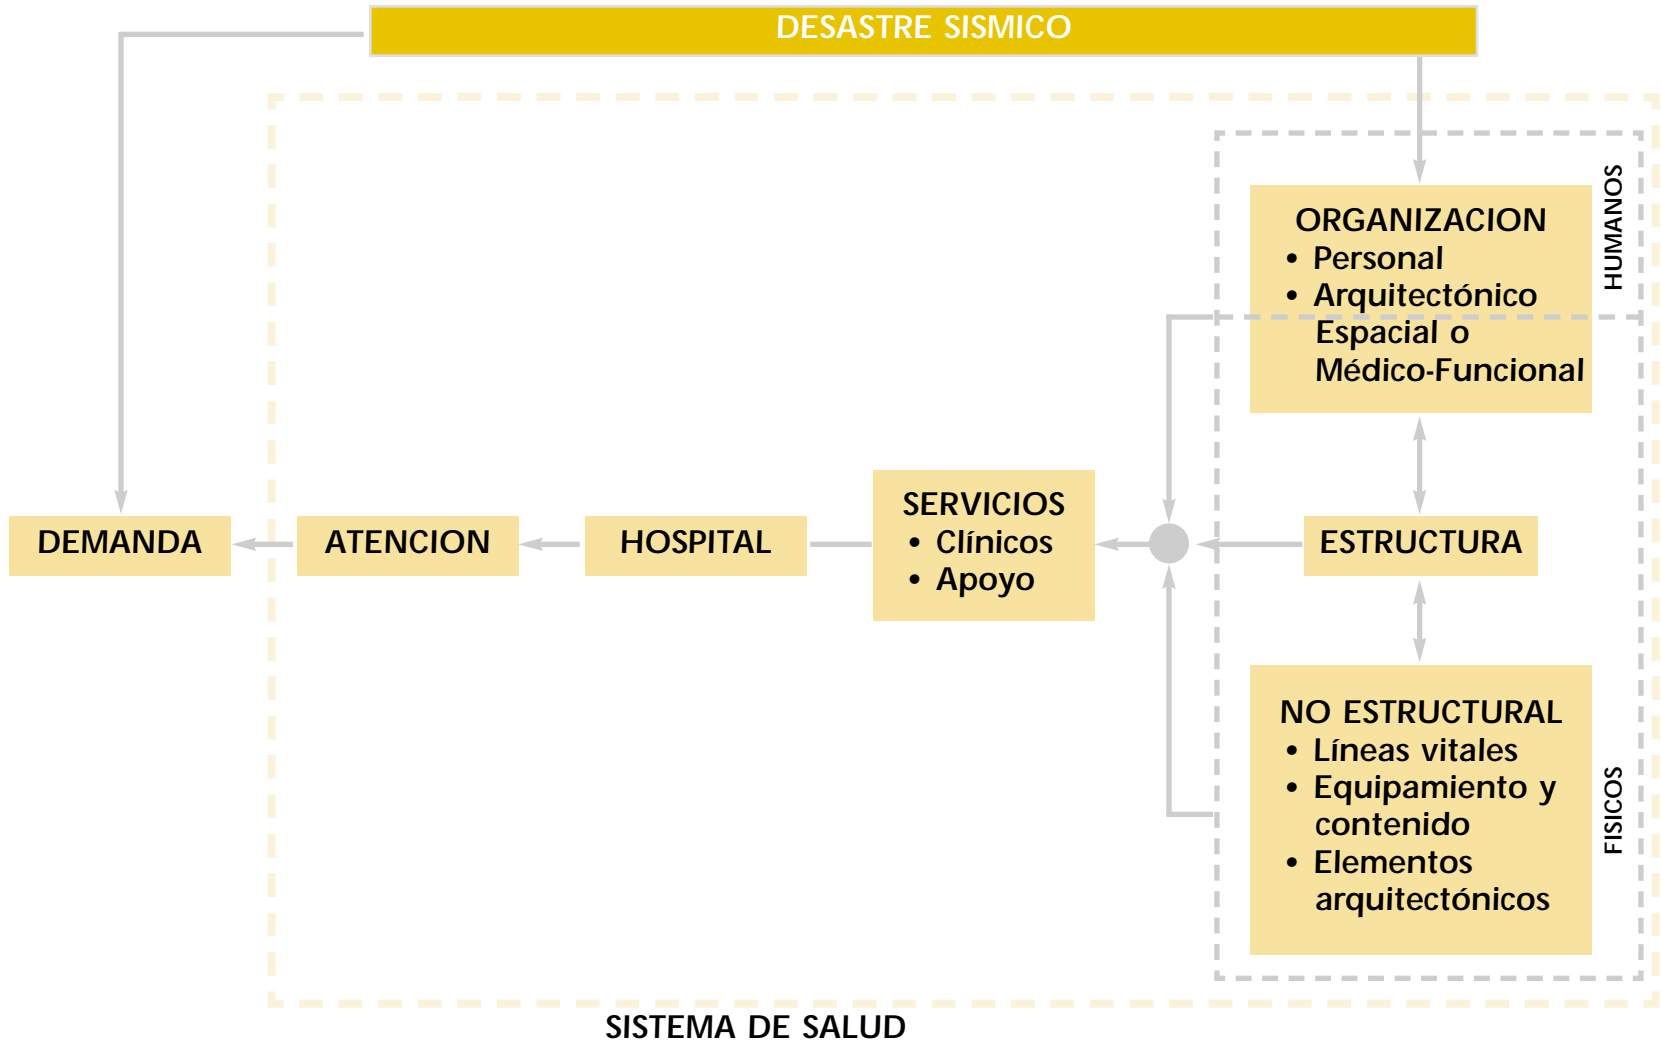 DESASTRE SISMICO
HUMANOS
ORGANIZACION
• Personal
• Arquitectónico
Espacial o
Médico-Funcional
DEMANDA
ATENCION
HOSPITAL
SERVICIOS
• Clínicos
• Apoyo
ESTRUCTURA
NO ESTRUCTURAL
• Líneas vitales
• Equipamiento y
contenido
• Elementos
arquitectónicos
FISICOS
SISTEMA DE SALUD